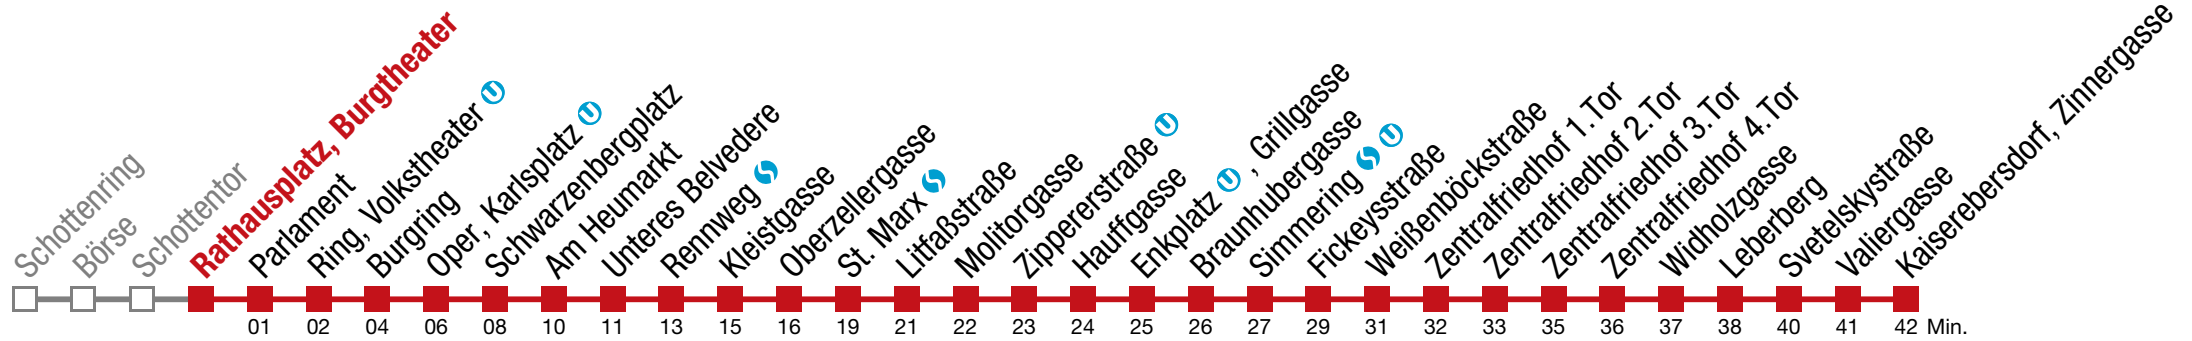 Schottenring
Börse
Schottentor
Rathausplatz, Burgtheater
Parlament
Ring, Volkstheater U
Burgring
Oper, Karlsplatz U
Schwarzenbergplatz
Am Heumarkt
Unteres Belvedere
Rennweg S
Kleistgasse
Oberzellergasse
St. Marx S
Litfaßstraße
Molitorgasse
Zippererstraße U
Hauffgasse
Enkplatz U, Grillgasse
Braunhubergasse
Simmering S U
Fickeysstraße
Weißenböckstraße
Zentralfriedhof 1.Tor
Zentralfriedhof 2.Tor
Zentralfriedhof 3.Tor
Zentralfriedhof 4.Tor
Widholzgasse
Leberberg
Svetelskystraße
Valiergasse
Kaiserebersdorf, Zinnergasse
01 02 04 06 08 10 11 13 15 16 19 21 22 23 24 25 26 27 29 31 32 33 35 36 37 38 40 41 42 Min.